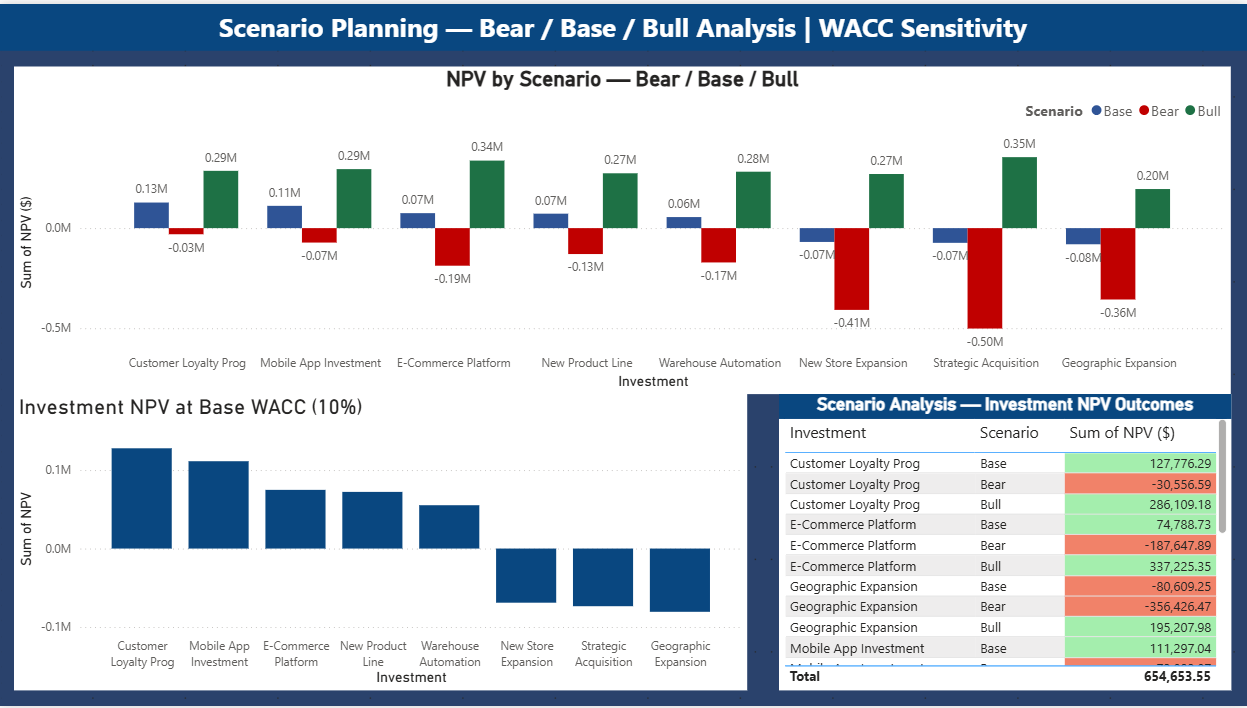 Scenario Planning — Bear / Base / Bull Analysis | WACC Sensitivity
NPV by Scenario — Bear / Base / Bull
Scenario Base Bear Bull
Sum of NPV ($)
0.0M
-0.5M
0.13M -0.03M 0.29M
0.11M -0.07M 0.29M
0.07M -0.19M 0.34M
0.07M -0.13M 0.27M
0.06M -0.17M 0.28M
-0.07M -0.41M 0.27M
-0.07M -0.50M 0.35M
-0.08M -0.36M 0.20M
Customer Loyalty Prog Mobile App Investment E-Commerce Platform New Product Line Warehouse Automation New Store Expansion Strategic Acquisition Geographic Expansion
Investment
Investment NPV at Base WACC (10%)
Sum of NPV
0.1M
0.0M
-0.1M
Customer Loyalty Prog
Mobile App Investment
E-Commerce Platform
New Product Line
Warehouse Automation
New Store Expansion
Strategic Acquisition
Geographic Expansion
Investment
Scenario Analysis — Investment NPV Outcomes
Investment Scenario Sum of NPV ($)
Customer Loyalty Prog Base 127,776.29
Customer Loyalty Prog Bear -30,556.59
Customer Loyalty Prog Bull 286,109.18
E-Commerce Platform Base 74,788.73
E-Commerce Platform Bear -187,647.89
E-Commerce Platform Bull 337,225.35
Geographic Expansion Base -80,609.25
Geographic Expansion Bear -356,426.47
Geographic Expansion Bull 195,207.98
Mobile App Investment Base 111,297.04
Total 654,653.55